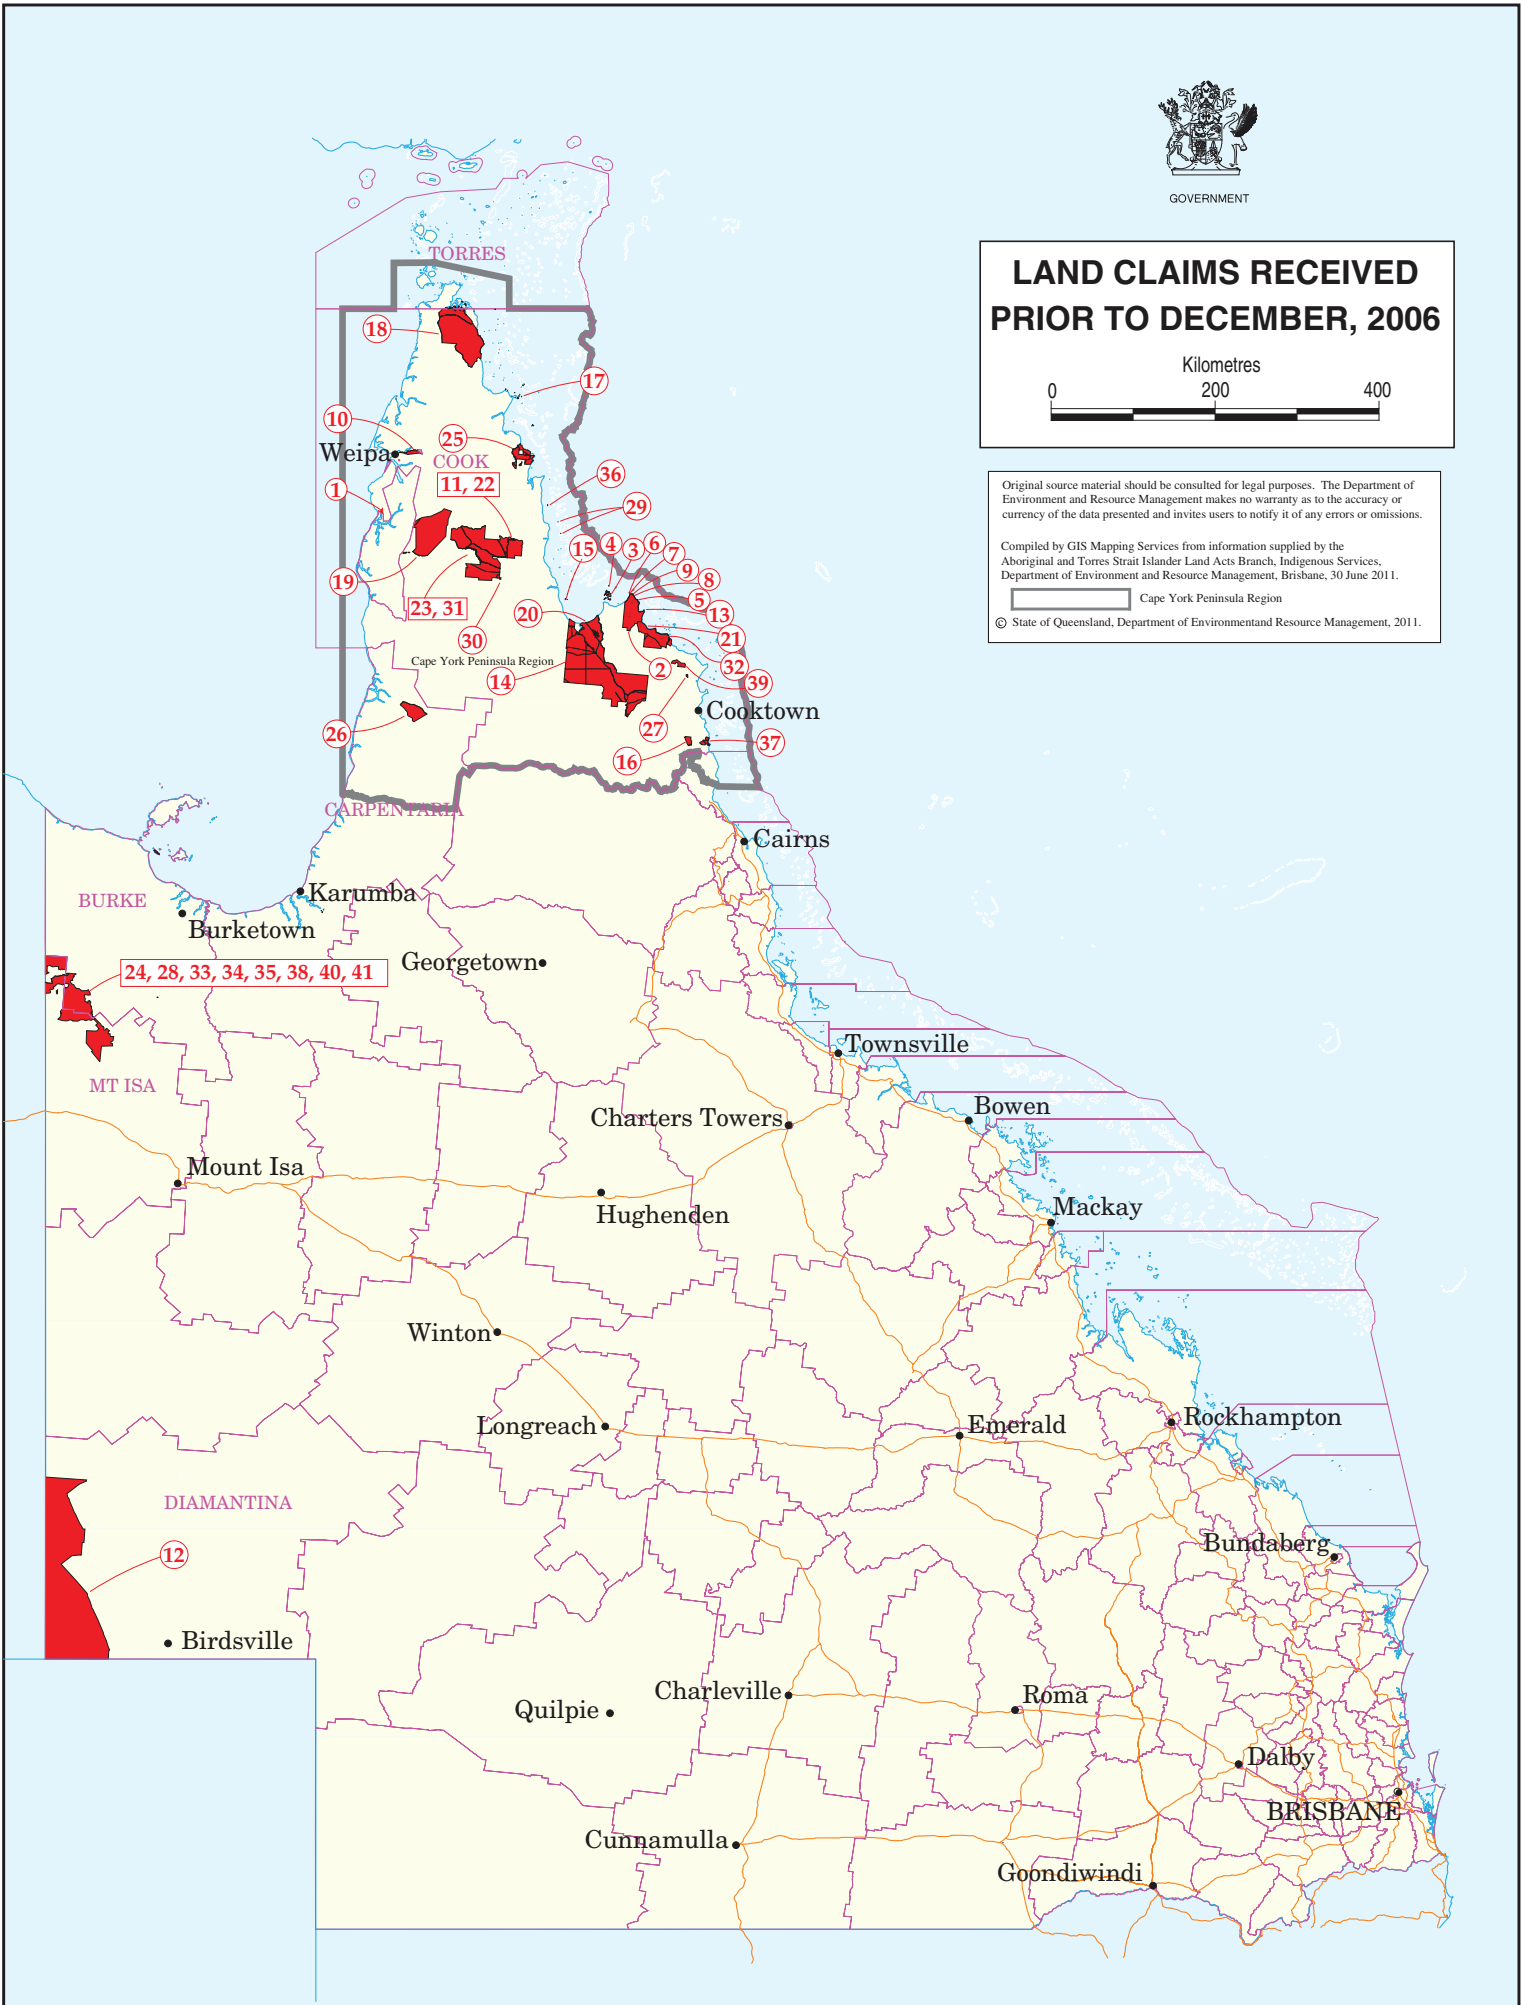 GOVERNMENT
LAND CLAIMS RECEIVED
PRIOR TO DECEMBER, 2006
Kilometres
0 200 400
Original source material should be consulted for legal purposes. The Department of
Environment and Resource Management makes no warranty as to the accuracy or
currency of the data presented and invites users to notify it of any errors or omissions.
Compiled by GIS Mapping Services from information supplied by the
Aboriginal and Torres Strait Islander Land Acts Branch, Indigenous Services,
Department of Environment and Resource Management, Brisbane, 30 June 2011.
Cape York Peninsula Region
© State of Queensland, Department of Environmentand Resource Management, 2011.
TORRES
18
17
10
25
Weipa
COOK
36
11, 22
1
29
15
4
3
6
7
9
8
19
5
23, 31
20
13
30
21
Cape York Peninsula Region
32
2
14
39
Cooktown
27
26
37
16
CARPENTARIA
Cairns
Karumba
BURKE
Burketown
Georgetown
24, 28, 33, 34, 35, 38, 40, 41
Townsville
MT ISA
Bowen
Charters Towers
Mount Isa
Mackay
Hughenden
Winton
Longreach
Emerald
Rockhampton
DIAMANTINA
Bundaberg
12
Birdsville
Charleville
Roma
Quilpie
Dalby
BRISBANE
Cunnamulla
Goondiwindi